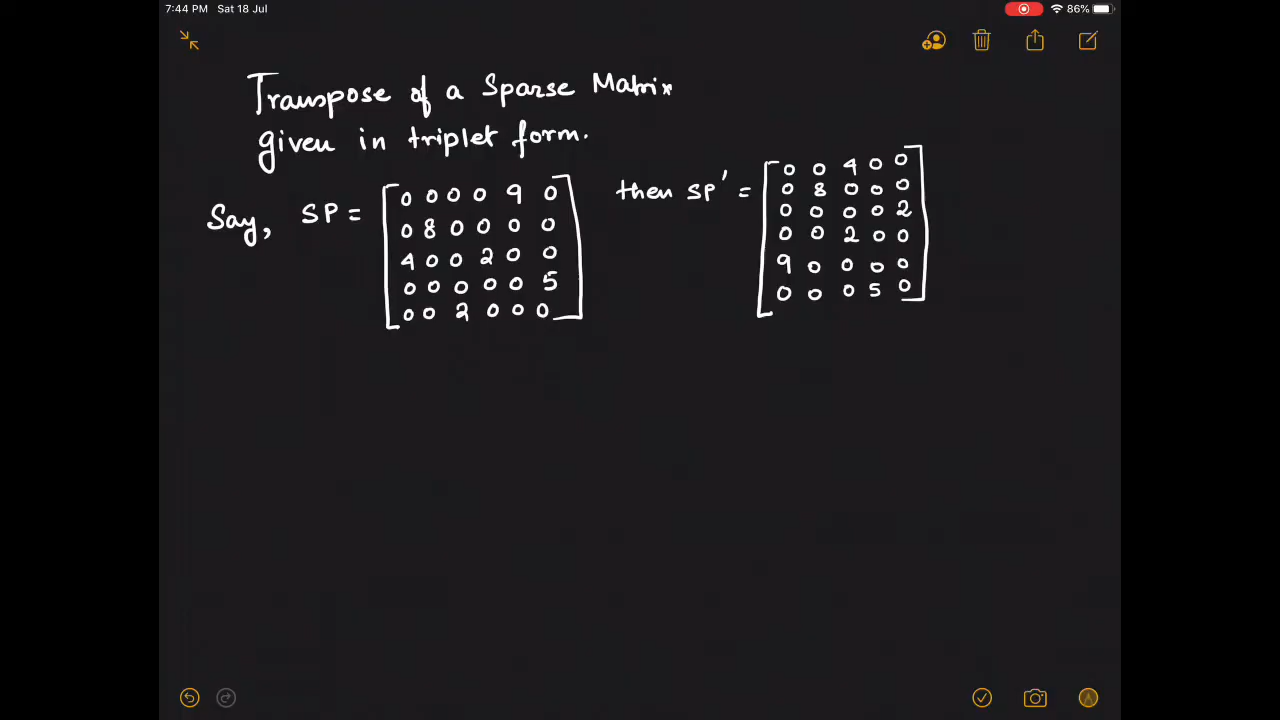 7:44 PM Sat 18 Jul 86%
Transpose of a Sparse Matrix
given in triplet form.
Say, SP =
0 0 0 0 9 0
0 8 0 0 0 0
4 0 0 2 0 0
0 0 0 0 0 5
0 0 2 0 0 0
then SP' =
0 0 4 0 0
0 8 0 0 0
0 0 0 0 2
0 0 2 0 0
9 0 0 0 0
0 0 0 5 0